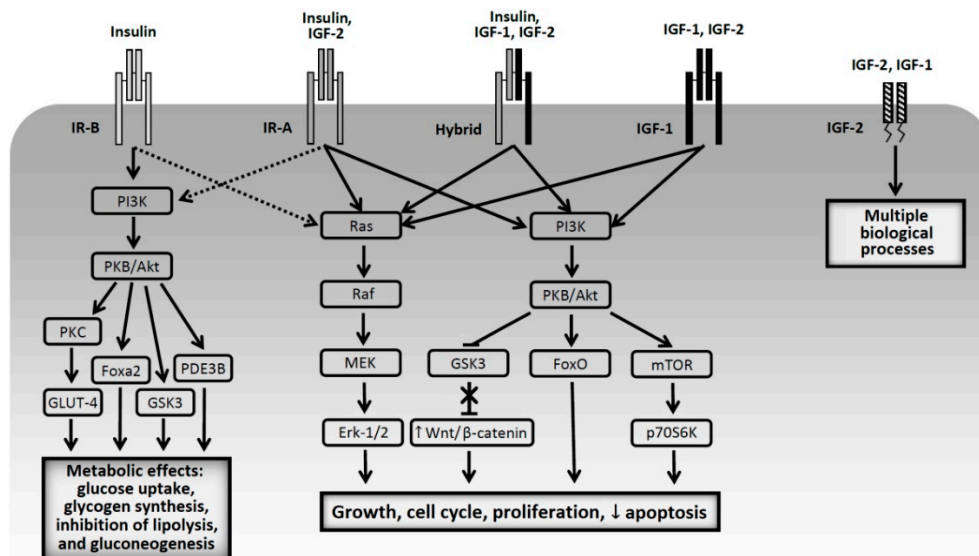 Insulin
Insulin,
IGF-2
Insulin,
IGF-1, IGF-2
IGF-1, IGF-2
IGF-2, IGF-1
IR-B
IR-A
Hybrid
IGF-1
IGF-2
PI3K
Ras
PI3K
Multiple
biological
processes
PKB/Akt
Raf
PKB/Akt
PKC
Foxa2
PDE3B
MEK
GSK3
FoxO
mTOR
GLUT-4
GSK3
Erk-1/2
↑Wnt/β-catenin
p70S6K
Metabolic effects:
glucose uptake,
glycogen synthesis,
inhibition of lipolysis,
and gluconeogenesis
Growth, cell cycle, proliferation, ↓ apoptosis